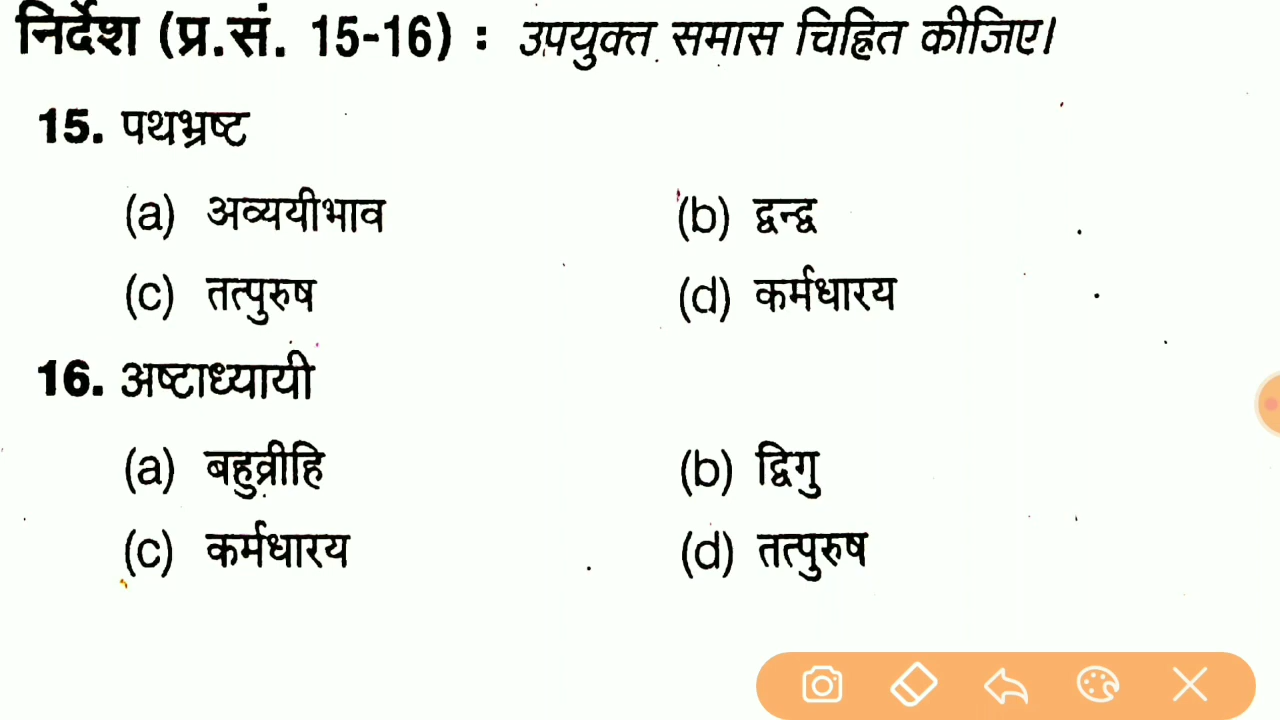 निर्देश (प्र.सं. 15-16) : उपयुक्त समास चिह्नित कीजिए।
15. पथभ्रष्ट
(a) अव्ययीभाव (b) द्वन्द्व
(c) तत्पुरुष (d) कर्मधारय
16. अष्टाध्यायी
(a) बहुव्रीहि (b) द्विगु
(c) कर्मधारय (d) तत्पुरुष